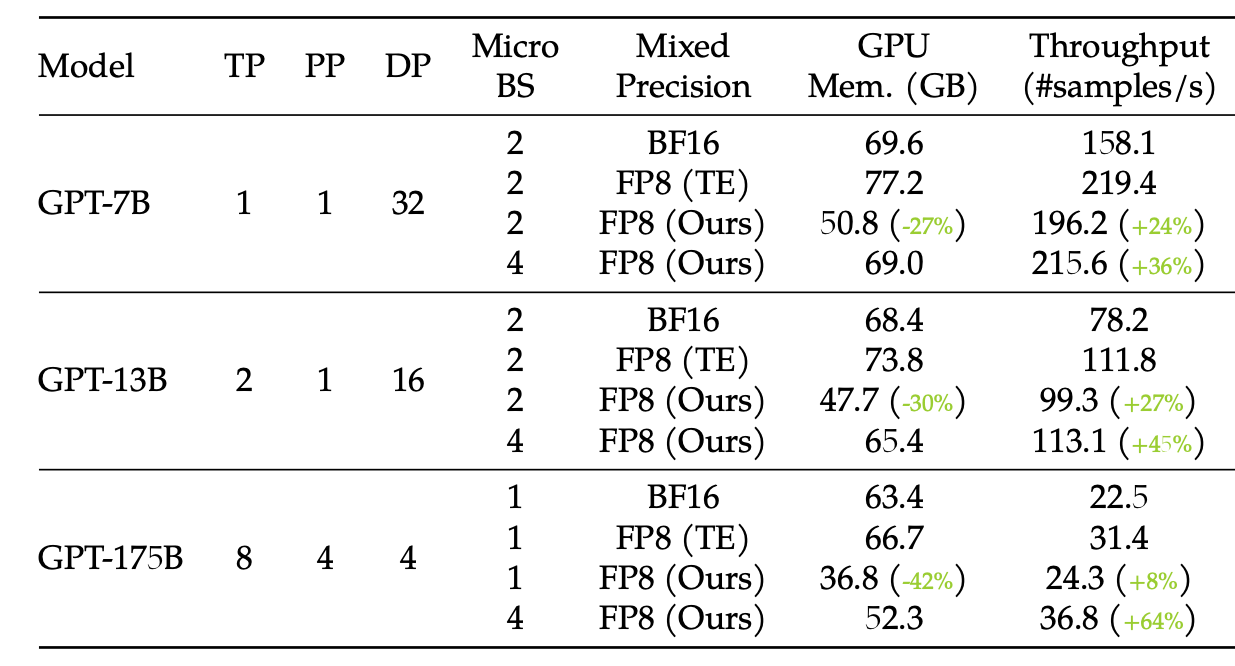 Model TP PP DP Micro BS Mixed Precision GPU Mem. (GB) Throughput (#samples/s)
2 BF16 69.6 158.1
2 FP8 (TE) 77.2 219.4
GPT-7B 1 1 32
2 FP8 (Ours) 50.8 (-27%) 196.2 (+24%)
4 FP8 (Ours) 69.0 215.6 (+36%)
2 BF16 68.4 78.2
2 FP8 (TE) 73.8 111.8
GPT-13B 2 1 16
2 FP8 (Ours) 47.7 (-30%) 99.3 (+27%)
4 FP8 (Ours) 65.4 113.1 (+45%)
1 BF16 63.4 22.5
1 FP8 (TE) 66.7 31.4
GPT-175B 8 4 4
1 FP8 (Ours) 36.8 (-42%) 24.3 (+8%)
4 FP8 (Ours) 52.3 36.8 (+64%)